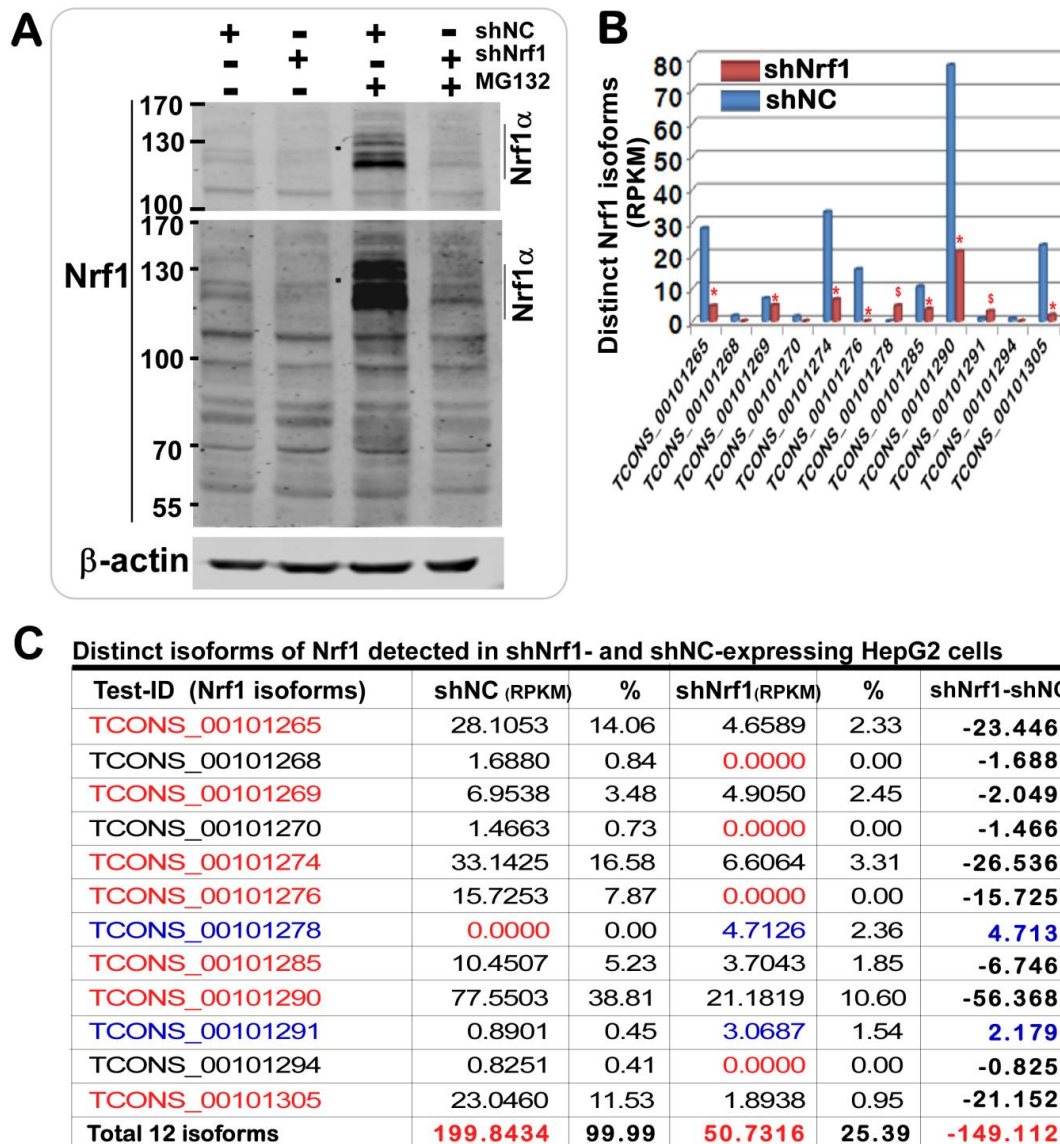 A
+ - + - shNC
- + - + shNrf1
- - + + MG132
170
130
100
Nrf1α
170
130
100
70
55
Nrf1α
Nrf1
β-actin
B
shNrf1
shNC
Distinct Nrf1 isoforms
(RPKM)
80
70
60
50
40
30
20
10
0
* * * * $ * * $ *
TCONS_00101265
TCONS_00101268
TCONS_00101269
TCONS_00101270
TCONS_00101274
TCONS_00101276
TCONS_00101278
TCONS_00101285
TCONS_00101290
TCONS_00101291
TCONS_00101294
TCONS_00101305
C
Distinct isoforms of Nrf1 detected in shNrf1- and shNC-expressing HepG2 cells
Test-ID (Nrf1 isoforms) shNC (RPKM) % shNrf1(RPKM) % shNrf1-shNC
TCONS_00101265 28.1053 14.06 4.6589 2.33 -23.446
TCONS_00101268 1.6880 0.84 0.0000 0.00 -1.688
TCONS_00101269 6.9538 3.48 4.9050 2.45 -2.049
TCONS_00101270 1.4663 0.73 0.0000 0.00 -1.466
TCONS_00101274 33.1425 16.58 6.6064 3.31 -26.536
TCONS_00101276 15.7253 7.87 0.0000 0.00 -15.725
TCONS_00101278 0.0000 0.00 4.7126 2.36 4.713
TCONS_00101285 10.4507 5.23 3.7043 1.85 -6.746
TCONS_00101290 77.5503 38.81 21.1819 10.60 -56.368
TCONS_00101291 0.8901 0.45 3.0687 1.54 2.179
TCONS_00101294 0.8251 0.41 0.0000 0.00 -0.825
TCONS_00101305 23.0460 11.53 1.8938 0.95 -21.152
Total 12 isoforms 199.8434 99.99 50.7316 25.39 -149.112